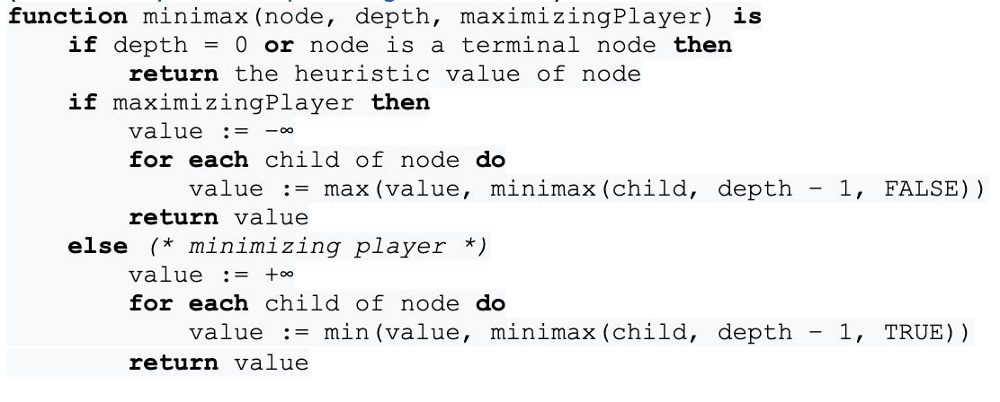 function minimax(node, depth, maximizingPlayer) is
    if depth = 0 or node is a terminal node then
        return the heuristic value of node
    if maximizingPlayer then
        value := −∞
        for each child of node do
            value := max(value, minimax(child, depth − 1, FALSE))
        return value
    else (* minimizing player *)
        value := +∞
        for each child of node do
            value := min(value, minimax(child, depth − 1, TRUE))
        return value